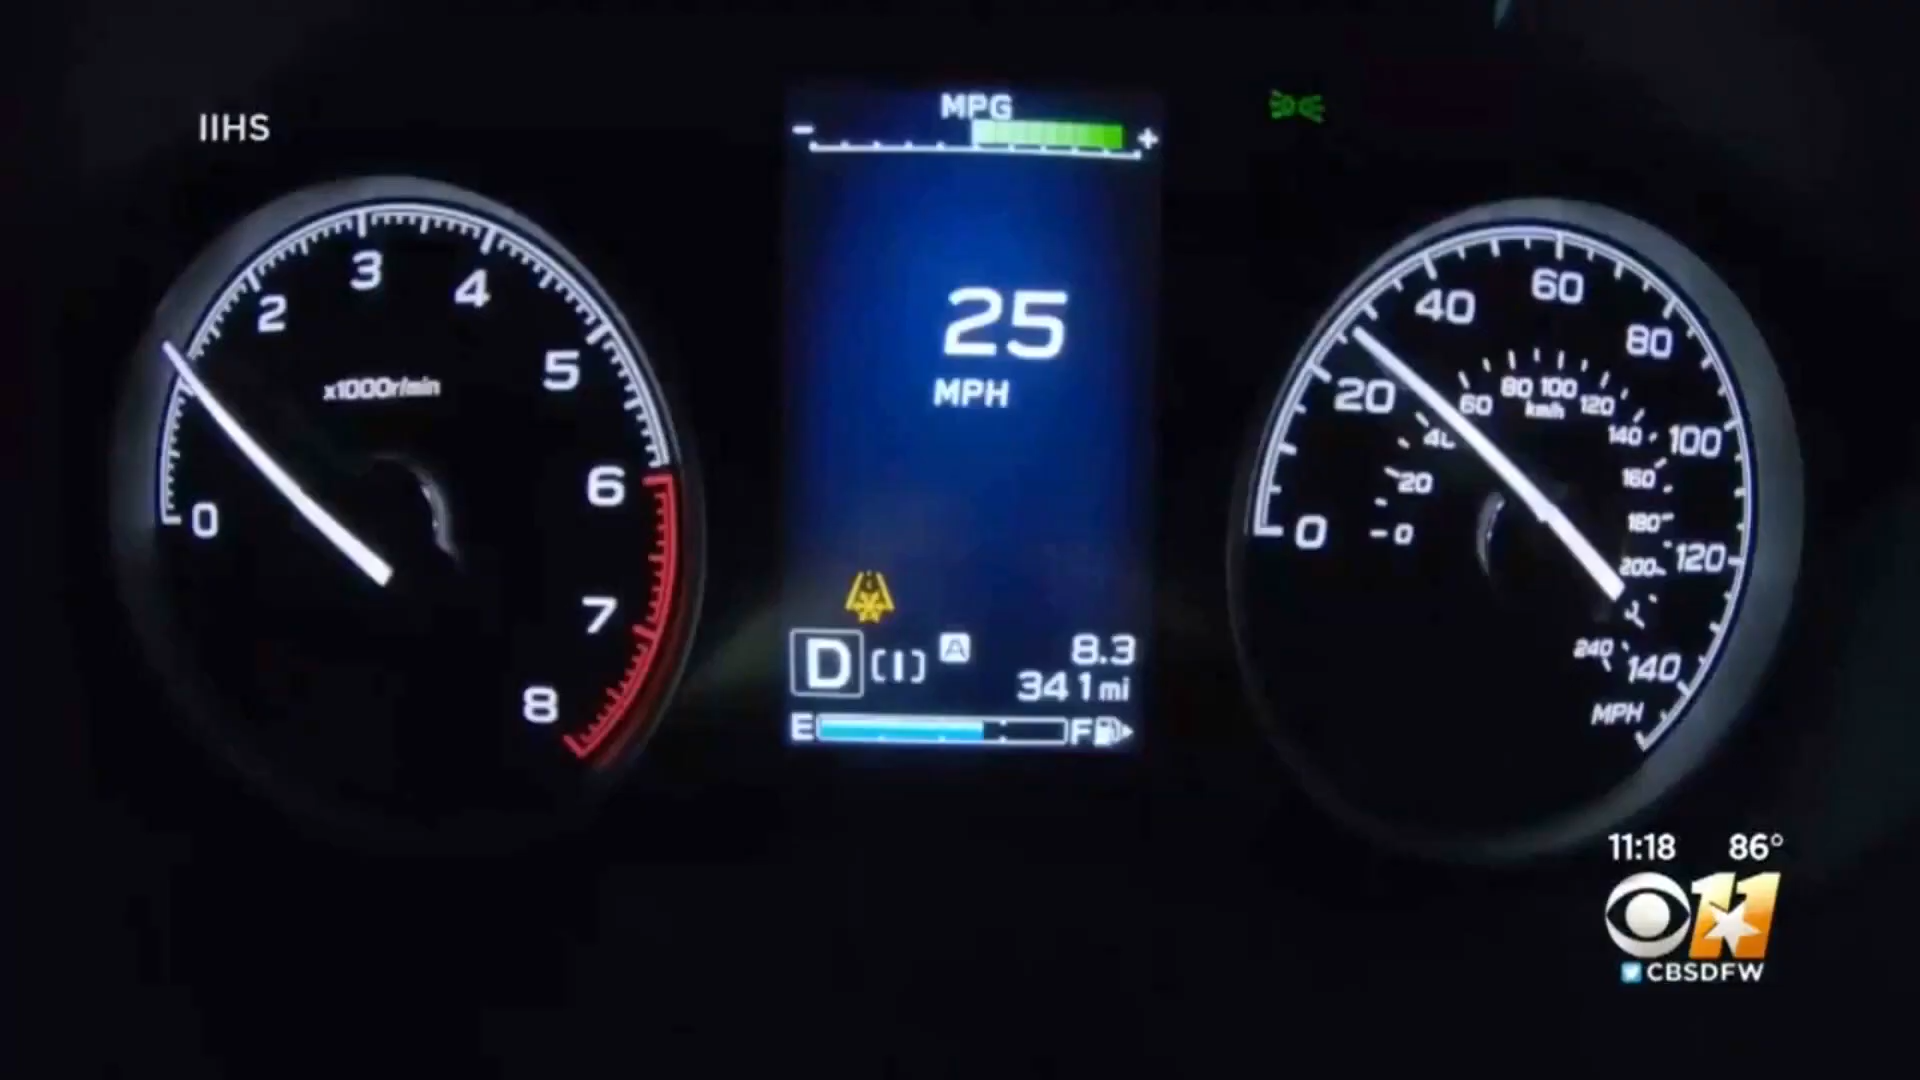 IIHS
MPG
- +
25
MPH
D [I] A
8.3
341 mi
E F
0 2 3 4 5 6 7 8
x1000r/min
0 20 40 60 80 100 120 140
MPH
0 20 60 80 100 120 140 160 180 200 240
km/h
11:18 86°
11
CBSDFW